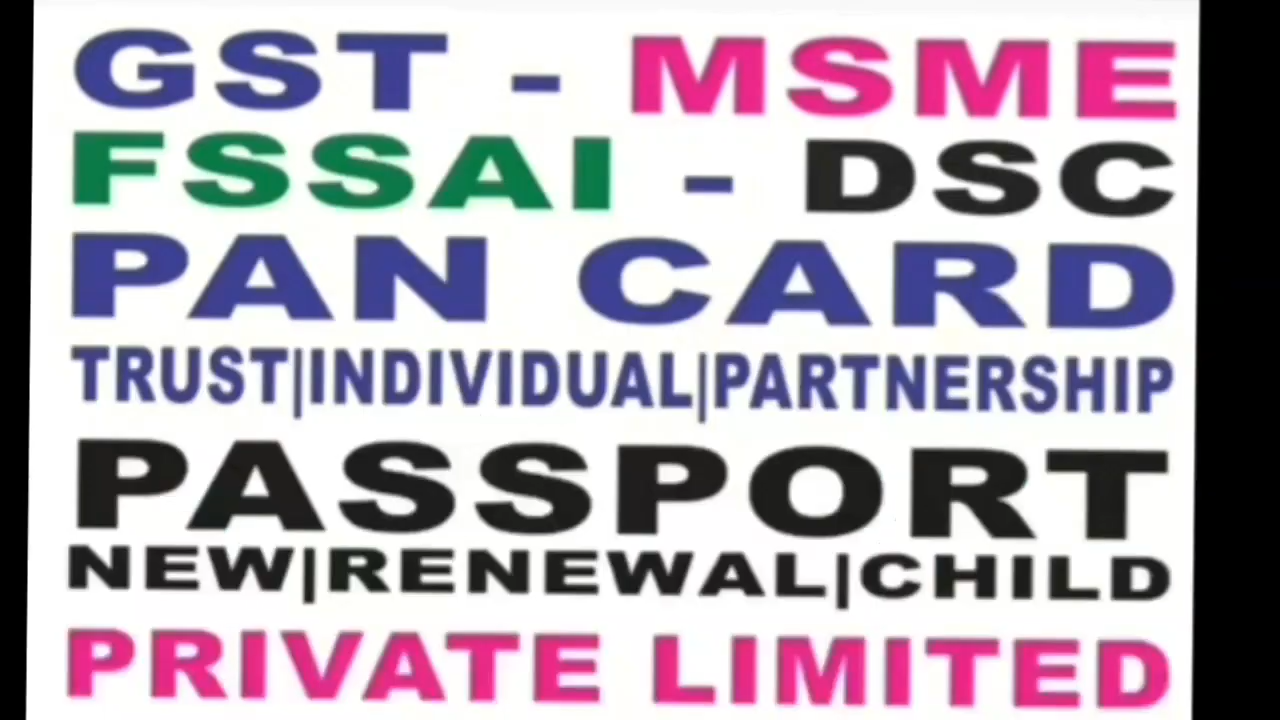 GST - MSME
FSSAI - DSC
PAN CARD
TRUST|INDIVIDUAL|PARTNERSHIP
PASSPORT
NEW|RENEWAL|CHILD
PRIVATE LIMITED